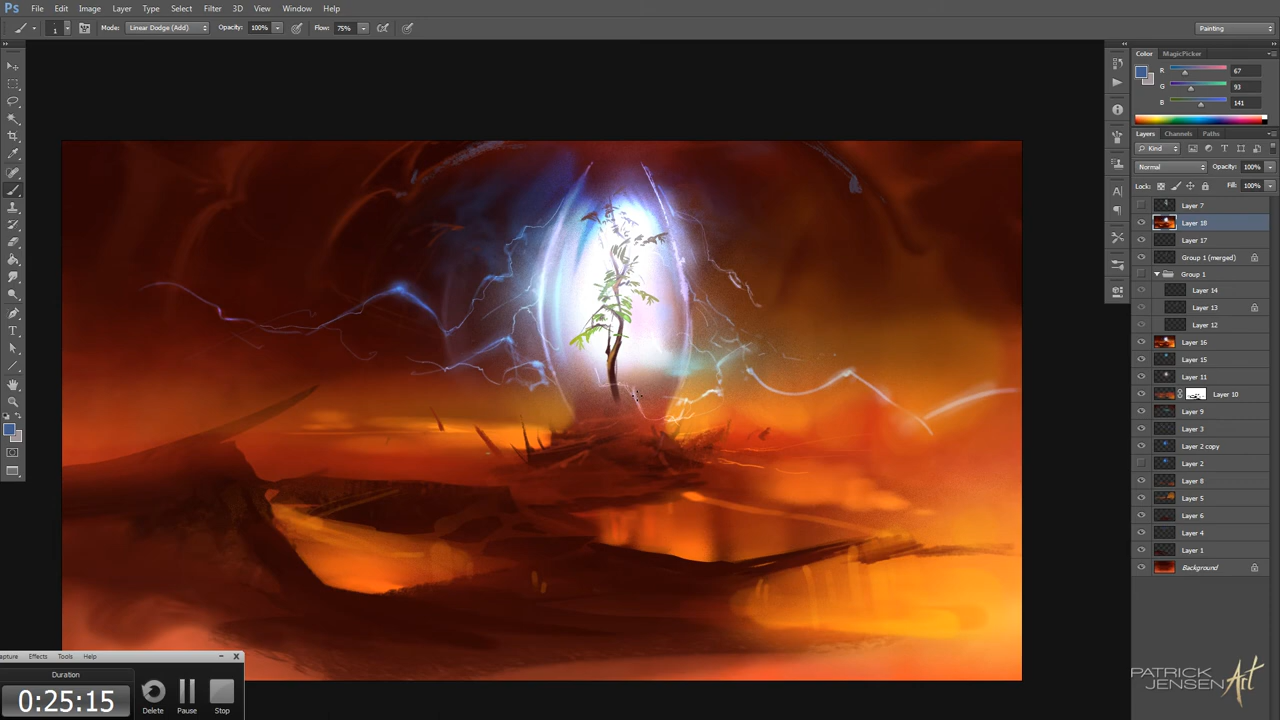 Ps File Edit Image Layer Type Select Filter 3D View Window Help
1 Mode: Linear Dodge (Add) Opacity: 100% Flow: 75% Painting
Color MagicPicker
R 67
G 93
B 141
Layers Channels Paths
Kind
Normal Opacity: 100%
Lock: Fill: 100%
Layer 7
Layer 18
Layer 17
Group 1 (merged)
Group 1
Layer 14
Layer 13
Layer 12
Layer 16
Layer 15
Layer 11
Layer 10
Layer 9
Layer 3
Layer 2 copy
Layer 2
Layer 8
Layer 5
Layer 6
Layer 4
Layer 1
Background
apture Effects Tools Help
Duration
0:25:15
Delete Pause Stop
PATRICK
JENSEN Art